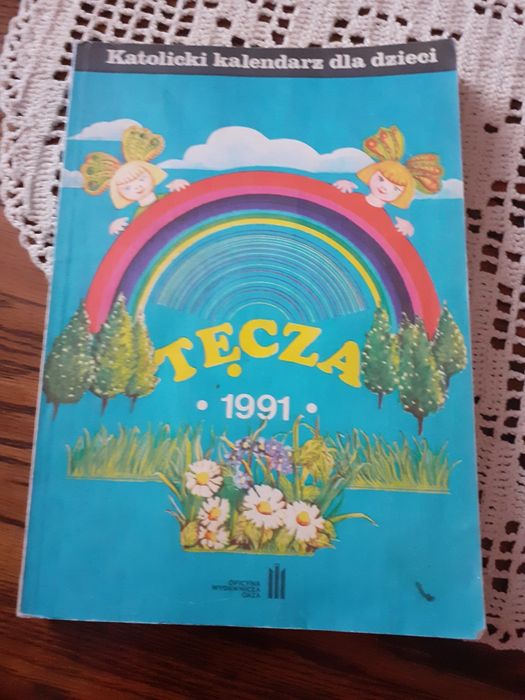 Katolicki kalendarz dla dzieci
TĘCZA
• 1991 •
OFICYNA
WYDAWNICZA
GAZA